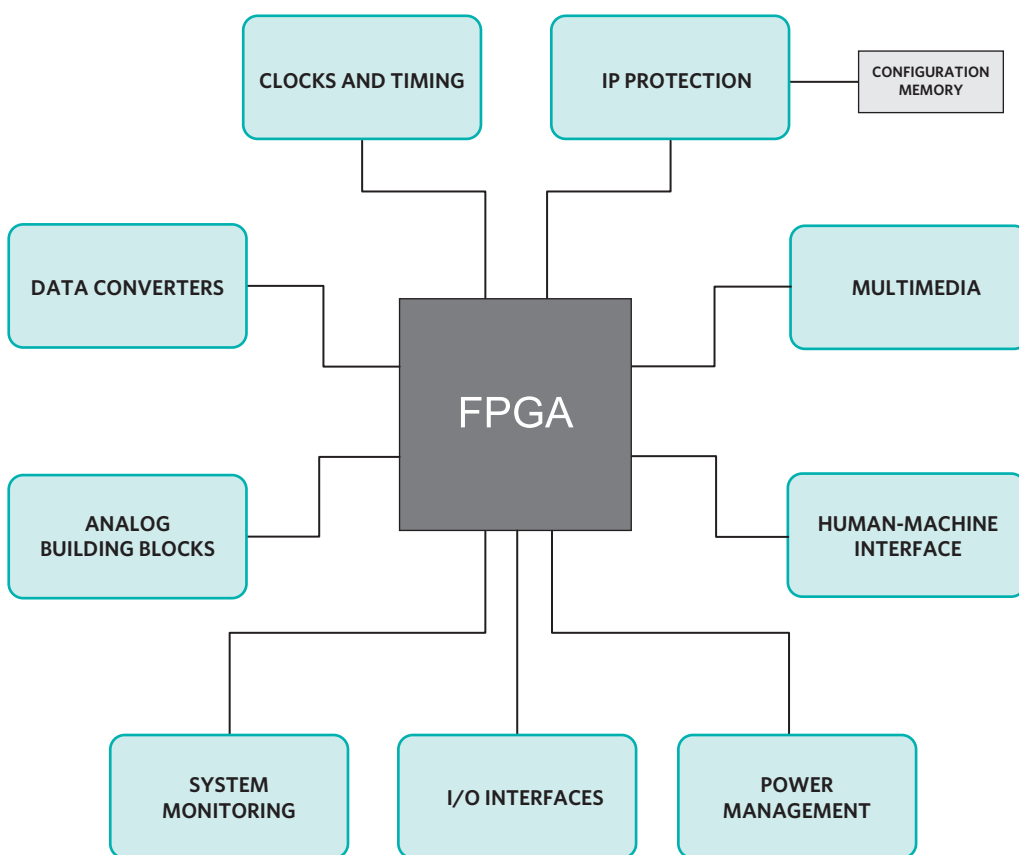 CLOCKS AND TIMING
IP PROTECTION
CONFIGURATION
MEMORY
DATA CONVERTERS
MULTIMEDIA
FPGA
ANALOG
BUILDING BLOCKS
HUMAN-MACHINE
INTERFACE
SYSTEM
MONITORING
I/O INTERFACES
POWER
MANAGEMENT